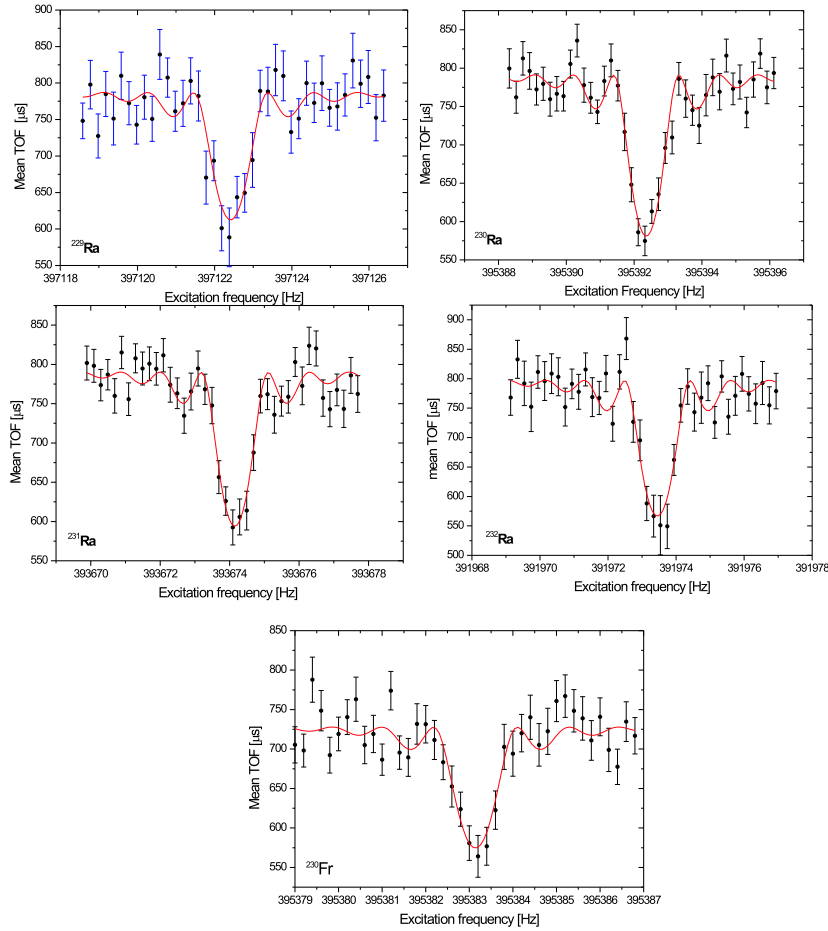 900
850
800
750
700
650
600
550
Mean TOF [µs]
229Ra
397118 397120 397122 397124 397126
Excitation frequency [Hz]
850
800
750
700
650
600
550
Mean TOF [µs]
230Ra
395388 395390 395392 395394 395396
Excitation Frequency [Hz]
850
800
750
700
650
600
550
Mean TOF [µs]
231Ra
393670 393672 393674 393676 393678
Excitation frequency [Hz]
900
850
800
750
700
650
600
550
500
mean TOF [µs]
232Ra
391968 391970 391972 391974 391976 391978
Excitation frequency [Hz]
850
800
750
700
650
600
550
Mean TOF [µs]
230Fr
395379 395380 395381 395382 395383 395384 395385 395386 395387
Excitation frequency [Hz]